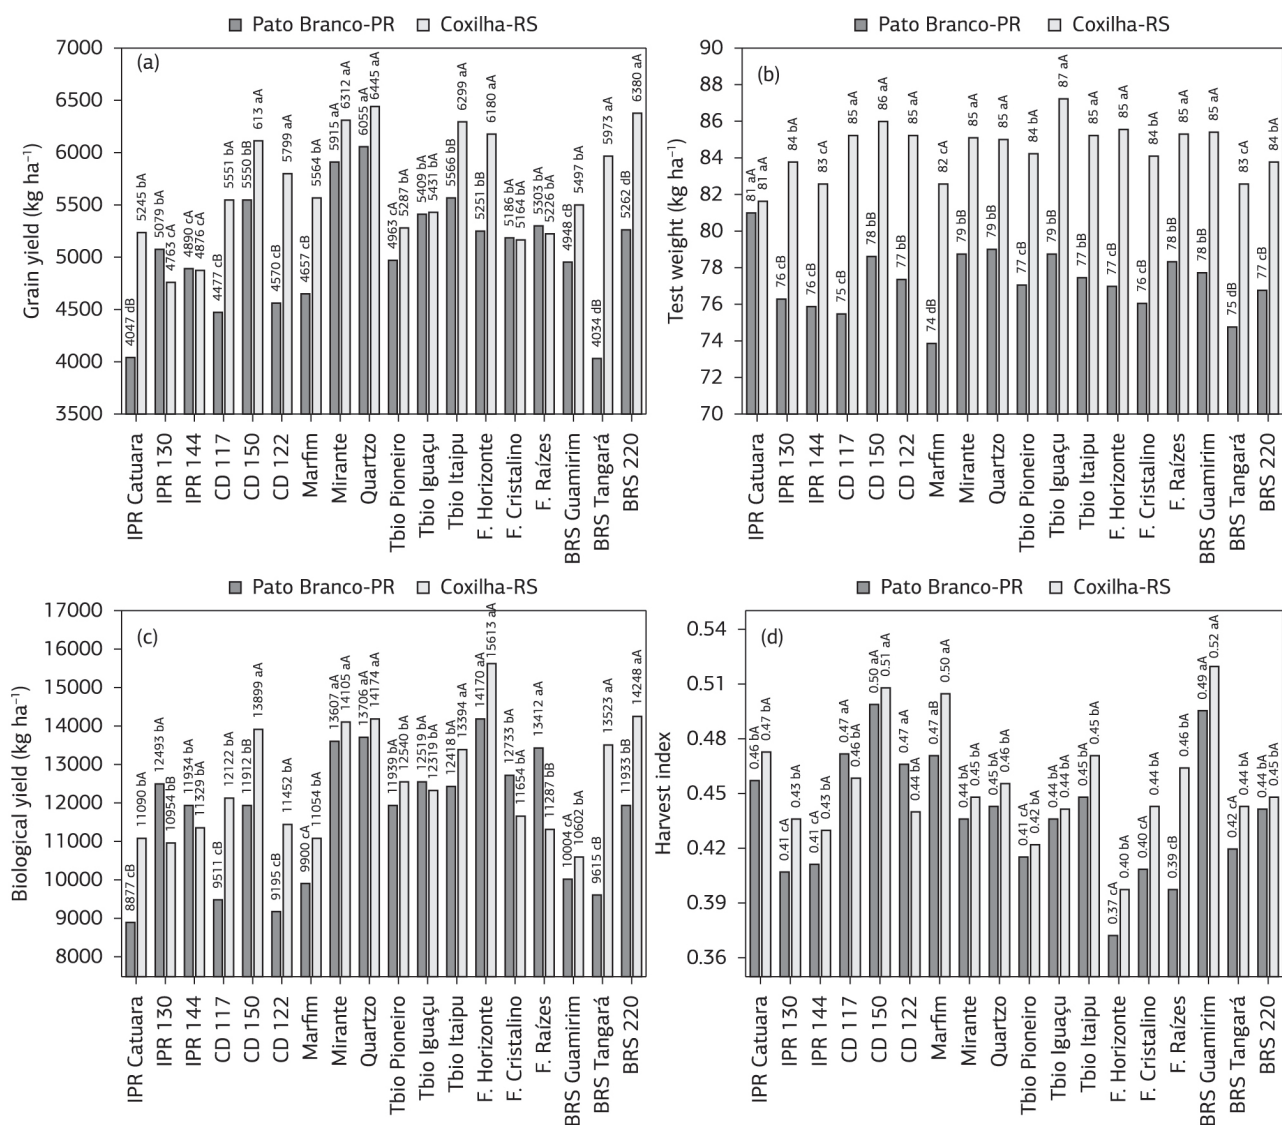 Pato Branco-PR Coxilha-RS
(a)
Grain yield (kg ha⁻¹)
7000
6500
6000
5500
5000
4500
4000
3500
4047 dB
5245 bA
5079 bA
4763 cA
4890 cA
4876 cA
4477 cB
5551 bA
5550 bB
613 aA
4570 cB
5799 aA
4657 cB
5564 bA
5915 aA
6312 aA
6055 aA
6445 aA
4963 cA
5287 bA
5409 bA
5431 bA
5566 bB
6299 aA
5251 bB
6180 aA
5186 bA
5164 bA
5303 bA
5226 bA
4948 cB
5497 bA
4034 dB
5973 aA
5262 dB
6380 aA
IPR Catuara
IPR 130
IPR 144
CD 117
CD 150
CD 122
Marfim
Mirante
Quartzo
Tbio Pioneiro
Tbio Iguaçu
Tbio Itaipu
F. Horizonte
F. Cristalino
F. Raízes
BRS Guamirim
BRS Tangará
BRS 220
Pato Branco-PR Coxilha-RS
(b)
Test weight (kg ha⁻¹)
90
88
86
84
82
80
78
76
74
72
70
81 aA
81 aA
76 cB
84 bA
76 cB
83 cA
75 cB
85 aA
78 bB
86 aA
77 bB
85 aA
74 dB
82 cA
79 bB
85 aA
79 bB
85 aA
77 cB
84 bA
79 bB
87 aA
77 bB
85 aA
77 cB
85 aA
76 cB
84 bA
78 bB
85 aA
78 bB
85 aA
75 dB
83 cA
77 cB
84 bA
IPR Catuara
IPR 130
IPR 144
CD 117
CD 150
CD 122
Marfim
Mirante
Quartzo
Tbio Pioneiro
Tbio Iguaçu
Tbio Itaipu
F. Horizonte
F. Cristalino
F. Raízes
BRS Guamirim
BRS Tangará
BRS 220
Pato Branco-PR Coxilha-RS
(c)
Biological yield (kg ha⁻¹)
17000
16000
15000
14000
13000
12000
11000
10000
9000
8000
8877 cB
11090 bA
12493 bA
10954 bB
11934 bA
11329 bA
9511 cB
12122 bA
11912 bB
13899 aA
9195 cB
11452 bA
9900 cA
11054 bA
13607 aA
14105 aA
13706 aA
14174 aA
11939 bA
12540 bA
12519 bA
12319 bA
12418 bA
13394 aA
14170 aA
15613 aA
12733 bA
11654 bA
13412 aA
11287 bB
10004 cB
10602 bA
9615 cB
13523 aA
11933 bB
14248 aA
IPR Catuara
IPR 130
IPR 144
CD 117
CD 150
CD 122
Marfim
Mirante
Quartzo
Tbio Pioneiro
Tbio Iguaçu
Tbio Itaipu
F. Horizonte
F. Cristalino
F. Raízes
BRS Guamirim
BRS Tangará
BRS 220
Pato Branco-PR Coxilha-RS
(d)
Harvest index
0.54
0.51
0.48
0.45
0.42
0.39
0.36
0.46 bA
0.47 bA
0.41 cA
0.43 bA
0.41 cA
0.43 bA
0.47 aA
0.46 bA
0.50 aA
0.51 aA
0.47 aA
0.44 bA
0.47 aB
0.50 aA
0.44 bA
0.45 bA
0.45 bA
0.46 bA
0.41 cA
0.42 bA
0.44 bA
0.44 bA
0.45 bA
0.45 bA
0.37 cA
0.40 bA
0.40 cA
0.44 bA
0.39 cB
0.46 bA
0.49 aA
0.52 aA
0.42 cA
0.44 bA
0.44 bA
0.45 bA
IPR Catuara
IPR 130
IPR 144
CD 117
CD 150
CD 122
Marfim
Mirante
Quartzo
Tbio Pioneiro
Tbio Iguaçu
Tbio Itaipu
F. Horizonte
F. Cristalino
F. Raízes
BRS Guamirim
BRS Tangará
BRS 220